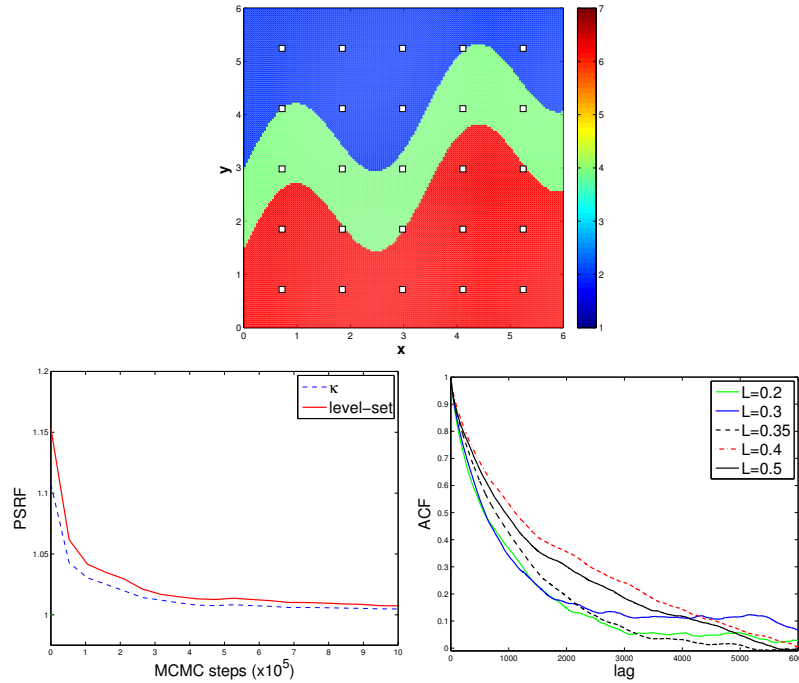 6
5
4
3
2
1
0
y
0 1 2 3 4 5 6
x
7
6
5
4
3
2
1
1.2
1.15
1.1
1.05
1
PSRF
κ
level-set
0 1 2 3 4 5 6 7 8 9 10
MCMC steps (x10⁵)
1
0.9
0.8
0.7
0.6
0.5
0.4
0.3
0.2
0.1
0
ACF
L=0.2
L=0.3
L=0.35
L=0.4
L=0.5
0 1000 2000 3000 4000 5000 6000
lag